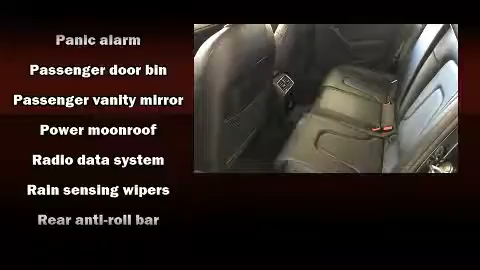 Panic alarm
Passenger door bin
Passenger vanity mirror
Power moonroof
Radio data system
Rain sensing wipers
Rear anti-roll bar